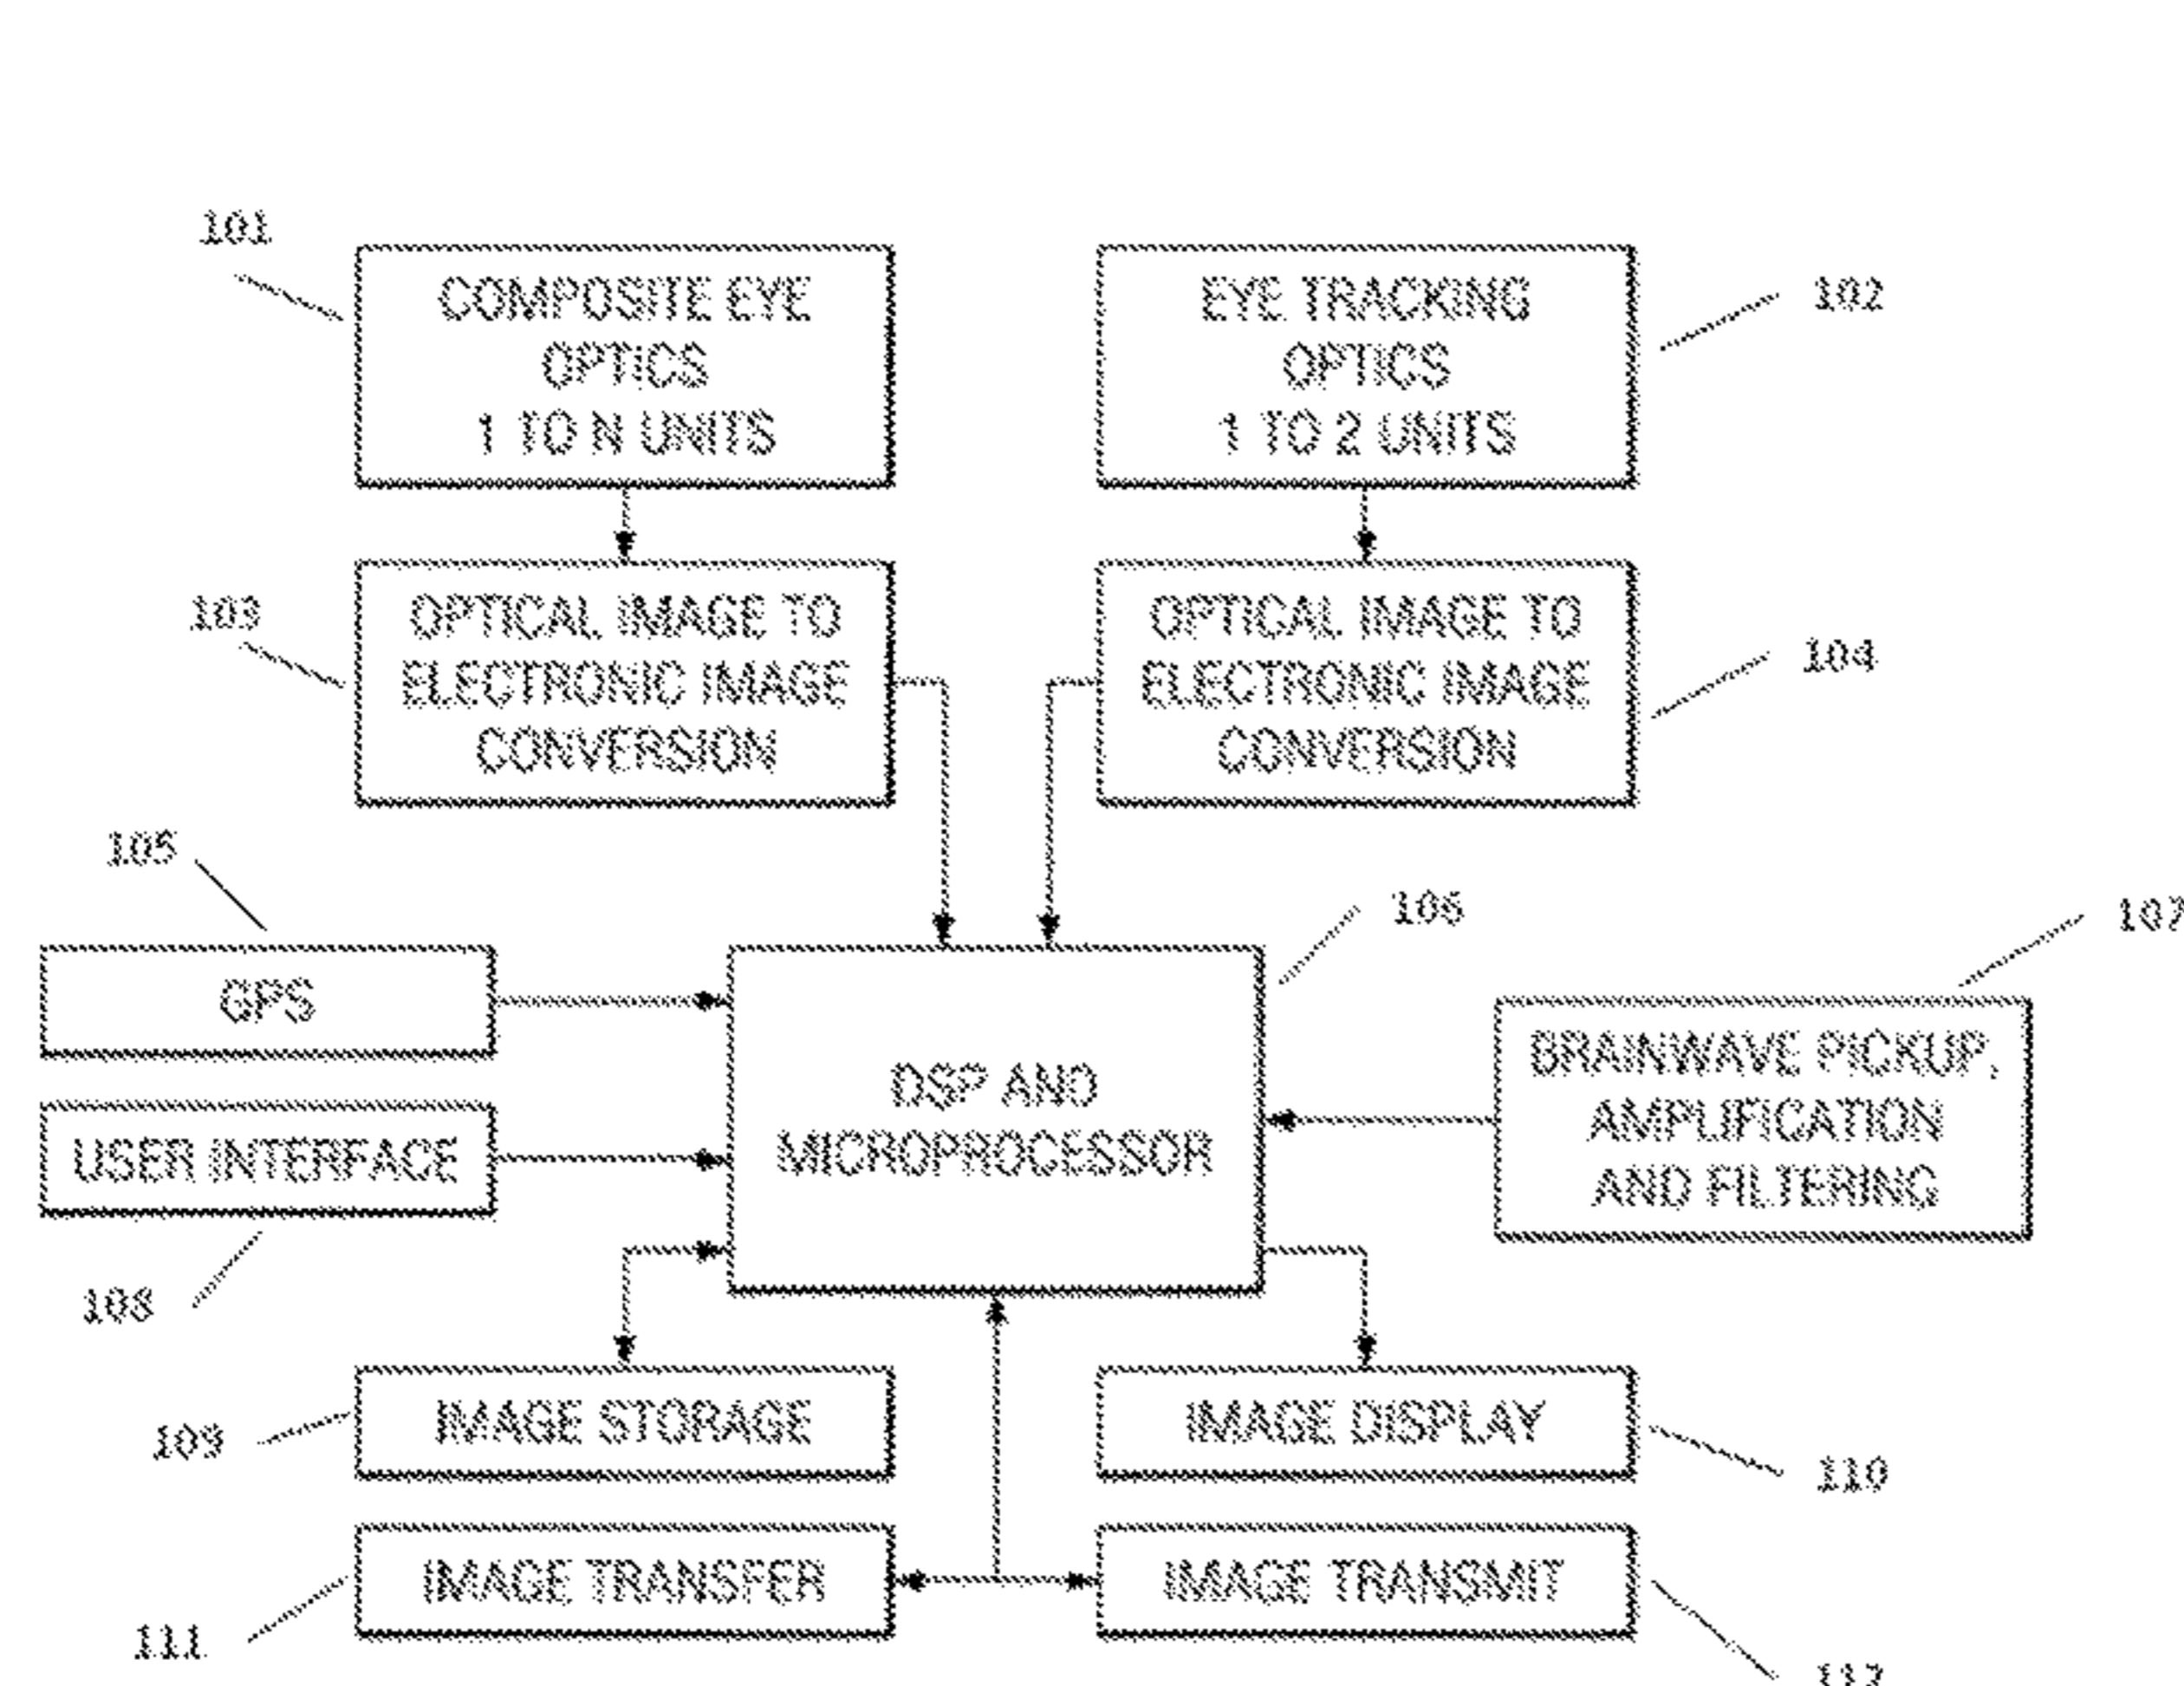 101
COMPOSITE EYE
OPTICS
1 TO N UNITS
EYE TRACKING
OPTICS
1 TO 2 UNITS
102
103
OPTICAL IMAGE TO
ELECTRONIC IMAGE
CONVERSION
OPTICAL IMAGE TO
ELECTRONIC IMAGE
CONVERSION
104
105
GPS
106
107
DSP AND
MICROPROCESSOR
BRAINWAVE PICKUP,
AMPLIFICATION
AND FILTERING
USER INTERFACE
108
109
IMAGE STORAGE
IMAGE DISPLAY
110
111
IMAGE TRANSFER
IMAGE TRANSMIT